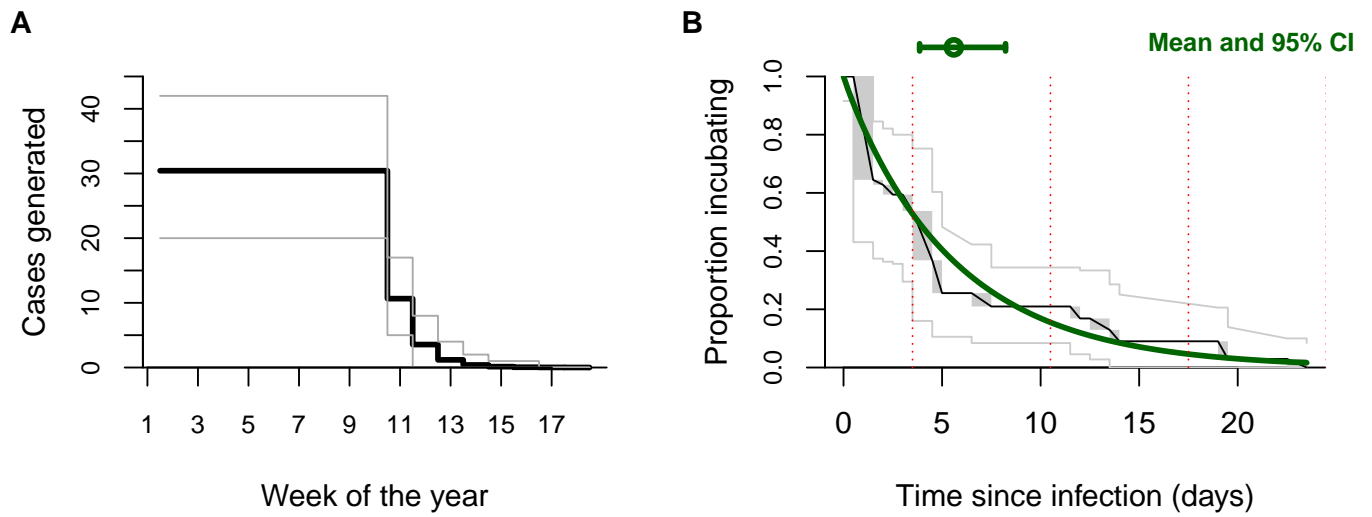 A
Cases generated
0
10
20
30
40
1 3 5 7 9 11 13 15 17
Week of the year
B
Mean and 95% CI
Proportion incubating
0.0
0.2
0.4
0.6
0.8
1.0
0 5 10 15 20
Time since infection (days)